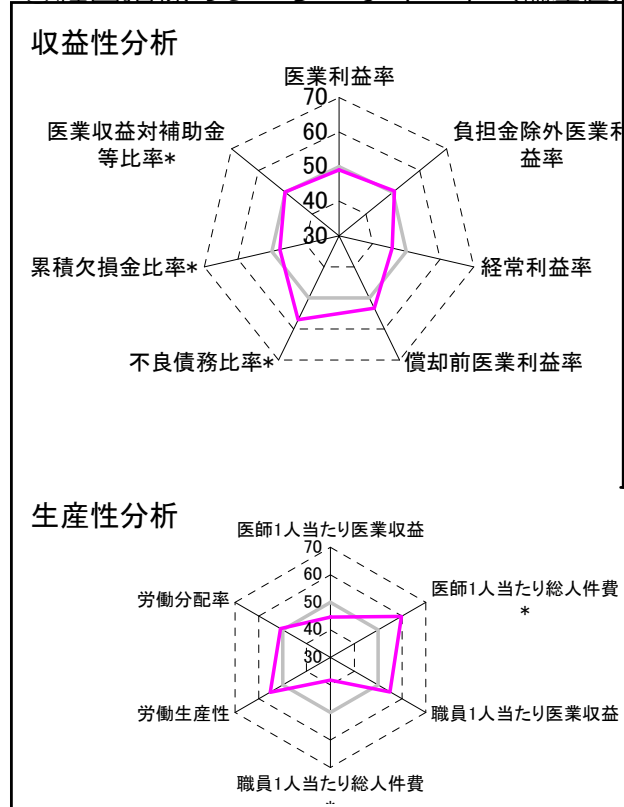 収益性分析
医業利益率
70
60
50
40
30
負担金除外医業利
益率
経常利益率
償却前医業利益率
不良債務比率*
累積欠損金比率*
医業収益対補助金
等比率*
生産性分析
医師1人当たり医業収益
70
60
50
40
30
医師1人当たり総人件費
*
職員1人当たり医業収益
職員1人当たり総人件費
*
労働生産性
労働分配率